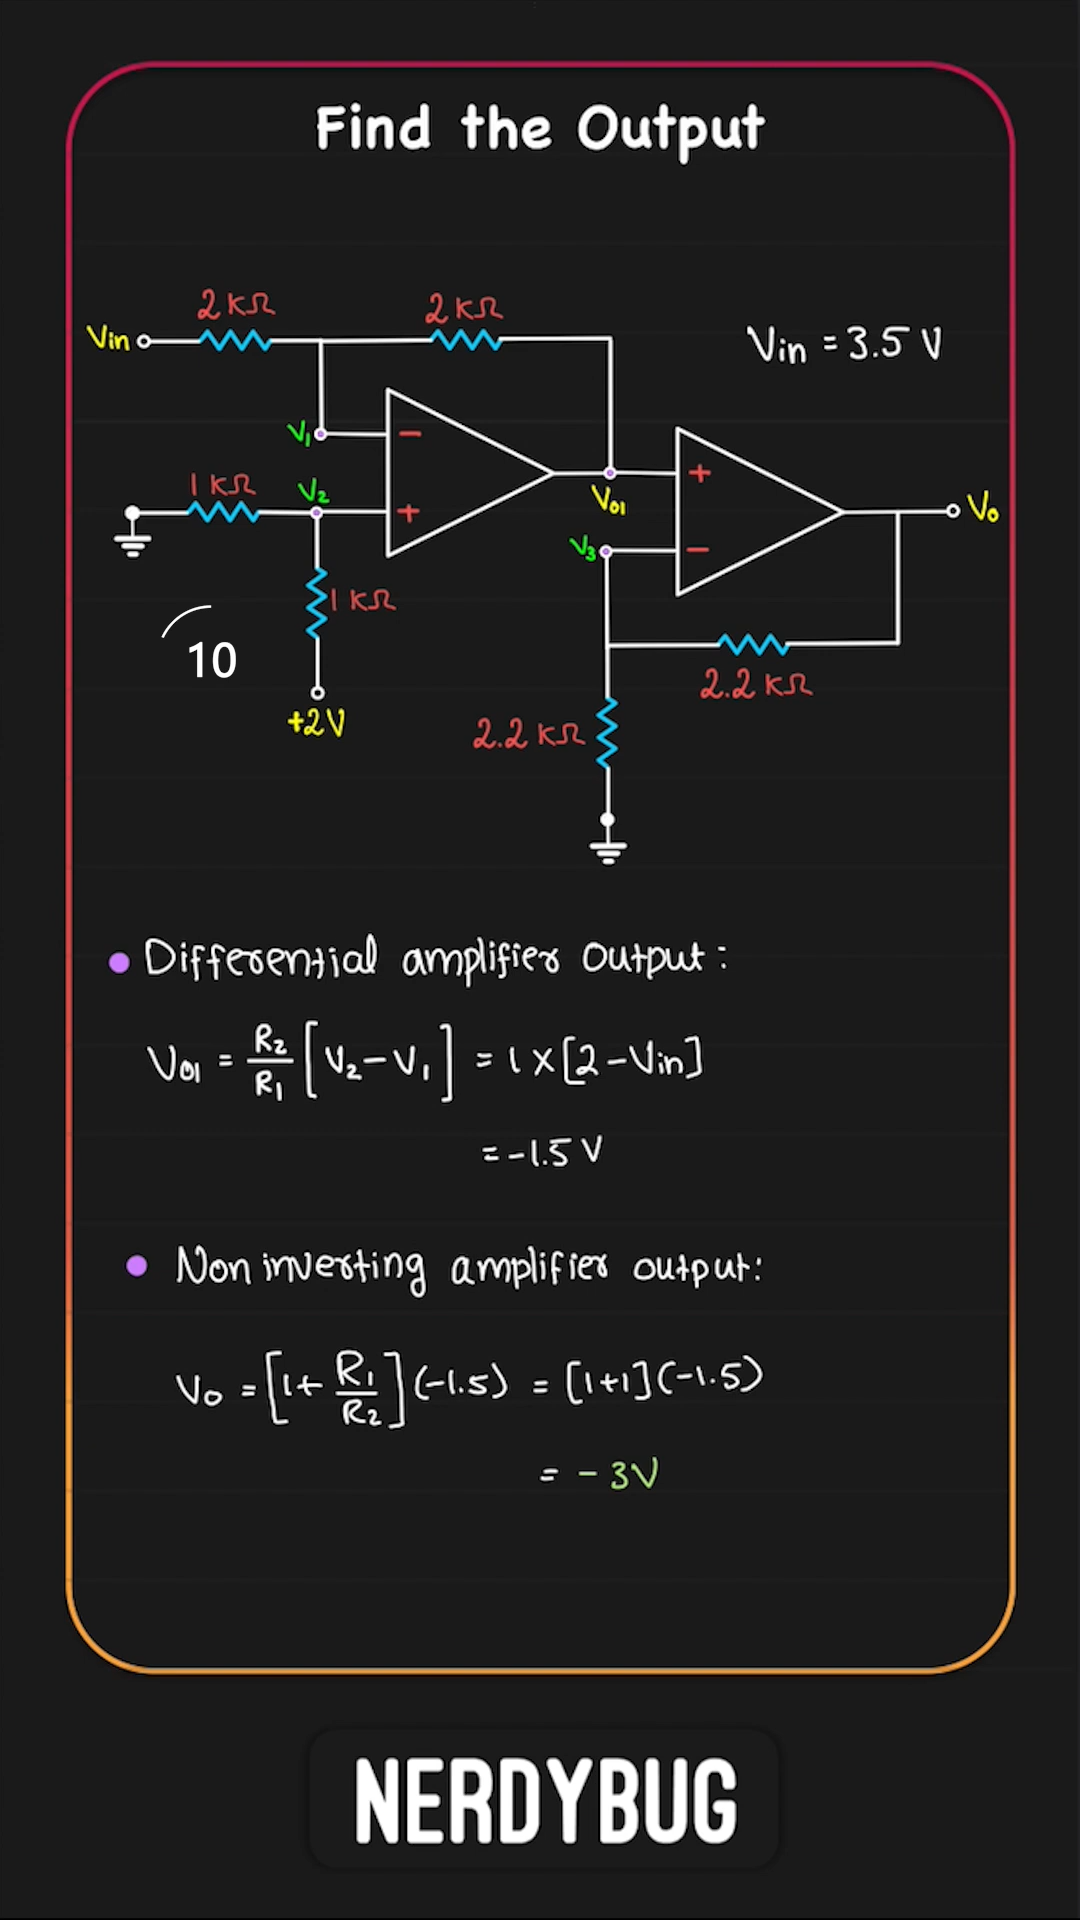 Find the Output
2 KΩ
2 KΩ
Vin
Vin = 3.5 V
V1
−
1 KΩ
V2
+
+
V01
Vo
V3
−
1 KΩ
10
2.2 KΩ
+2V
2.2 KΩ
Differential amplifier Output :
V01 = R2/R1 [V2-V1] = 1 × [2-Vin]
= -1.5 V
Non inverting amplifier output:
Vo = [1+ R1/R2] (-1.5) = [1+1] (-1.5)
= - 3V
NERDYBUG